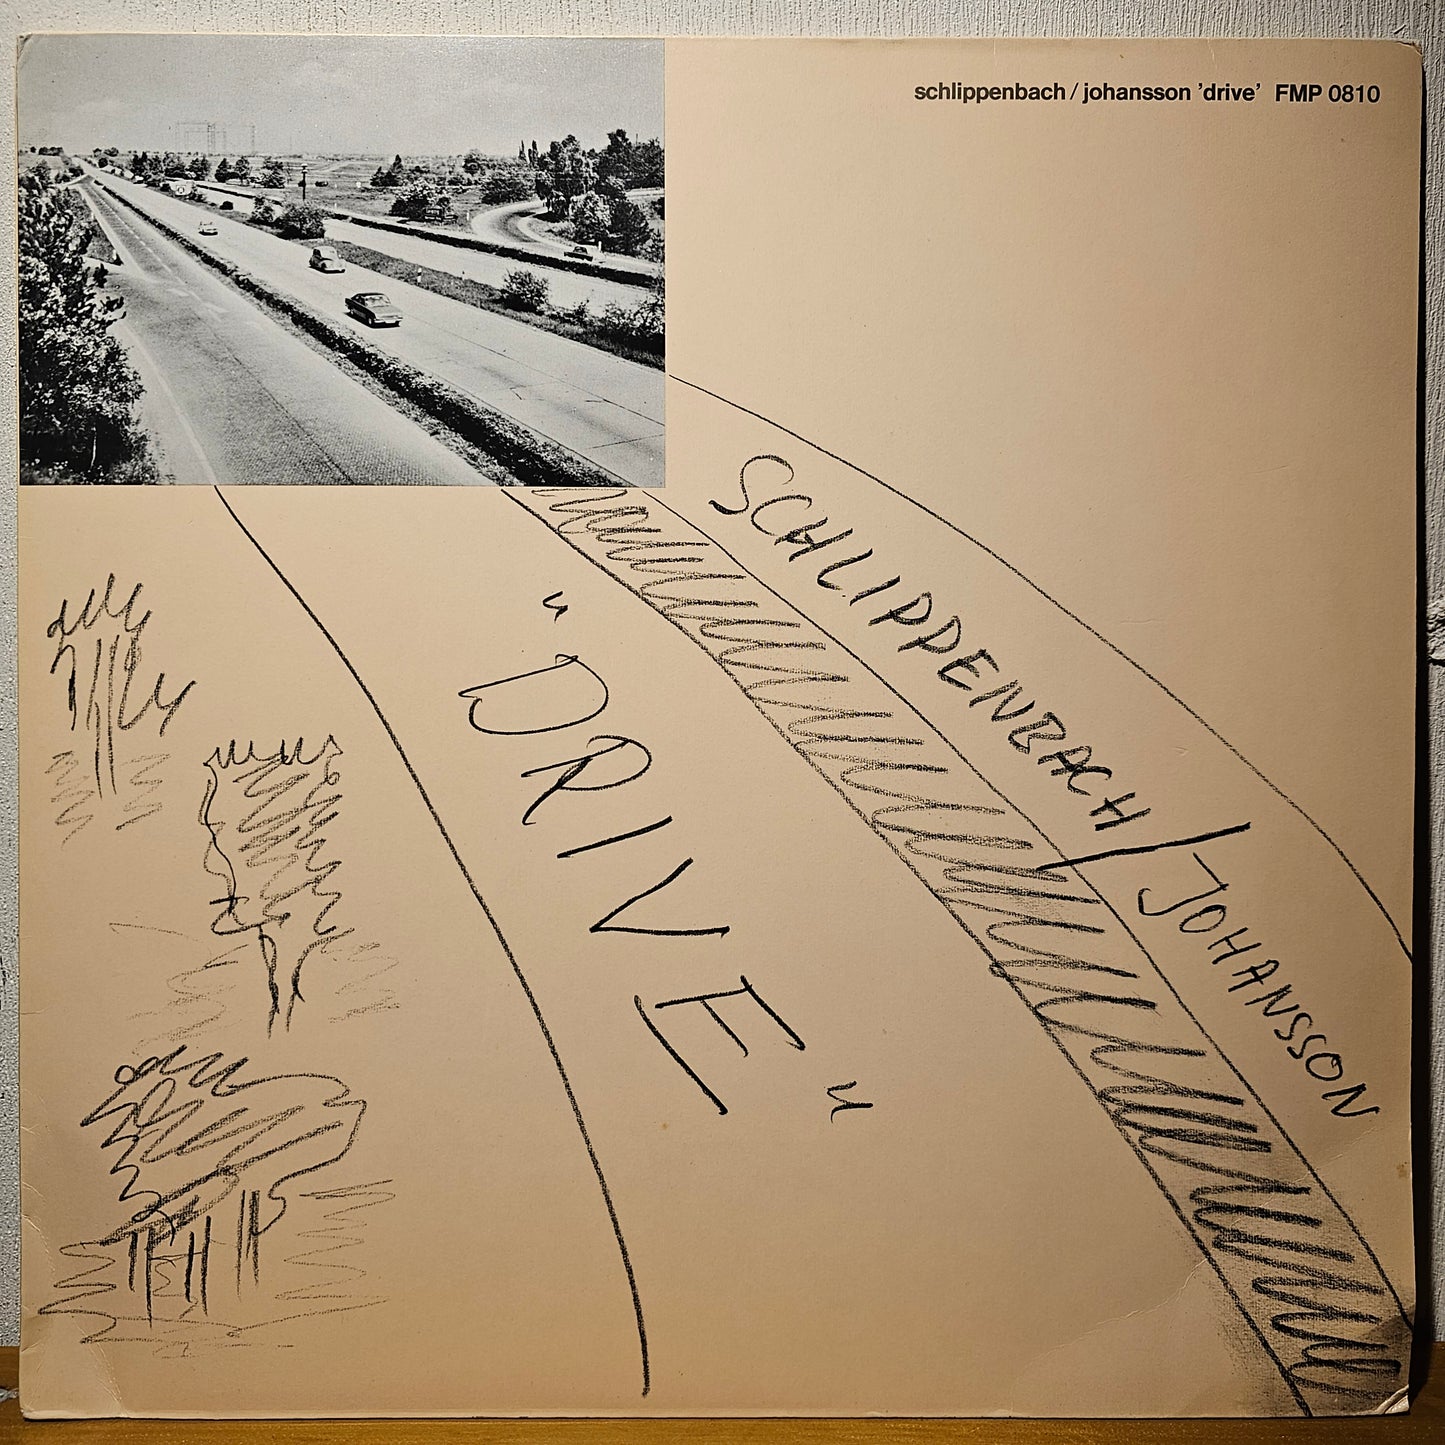 schlippenbach / johansson 'drive' FMP 0810
SCHLIPPENBACH / JOHANSSON
"DRIVE"